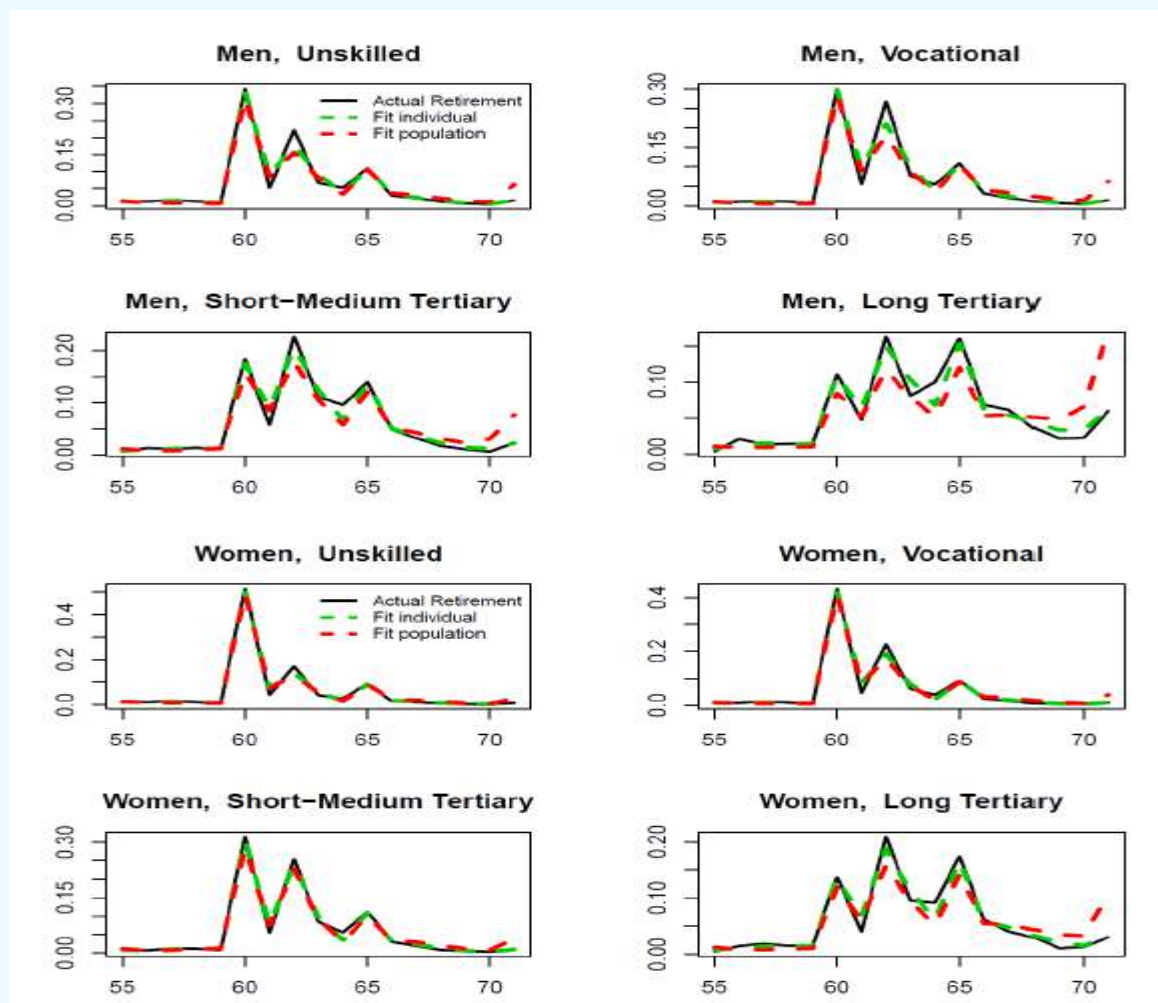 Men, Unskilled
0.30
0.15
0.00
Actual Retirement
Fit individual
Fit population
55 60 65 70
Men, Vocational
0.30
0.15
0.00
55 60 65 70
Men, Short−Medium Tertiary
0.20
0.10
0.00
55 60 65 70
Men, Long Tertiary
0.10
0.00
55 60 65 70
Women, Unskilled
0.4
0.2
0.0
Actual Retirement
Fit individual
Fit population
55 60 65 70
Women, Vocational
0.4
0.2
0.0
55 60 65 70
Women, Short−Medium Tertiary
0.30
0.15
0.00
55 60 65 70
Women, Long Tertiary
0.20
0.10
0.00
55 60 65 70